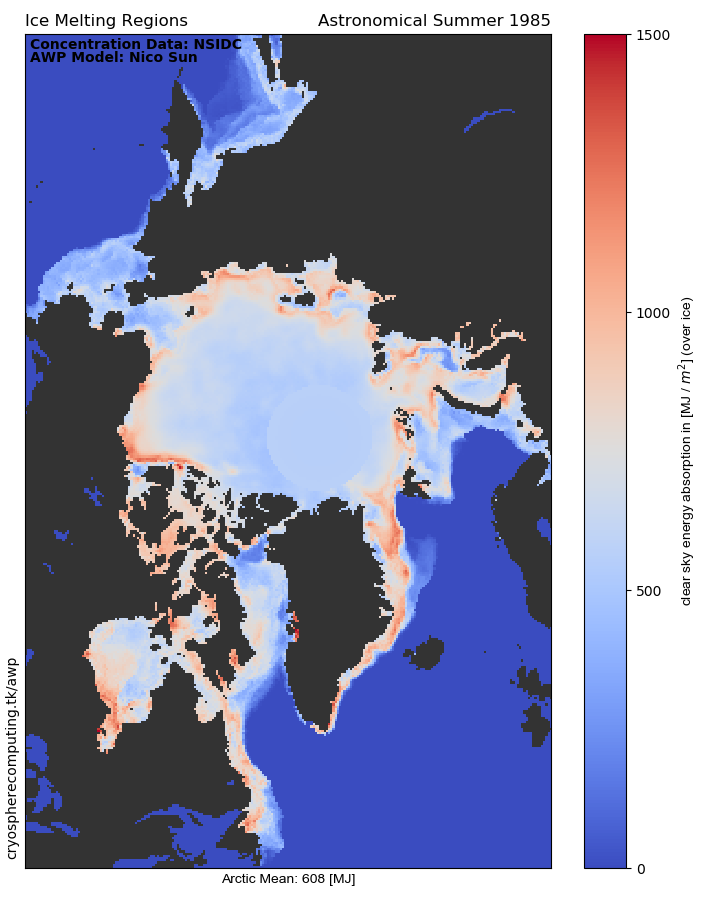 Ice Melting Regions
Astronomical Summer 1985
Concentration Data: NSIDC
AWP Model: Nico Sun
1500
1000
500
0
clear sky energy absorption in [MJ / m²] (over ice)
cryospherecomputing.tk/awp
Arctic Mean: 608 [MJ]